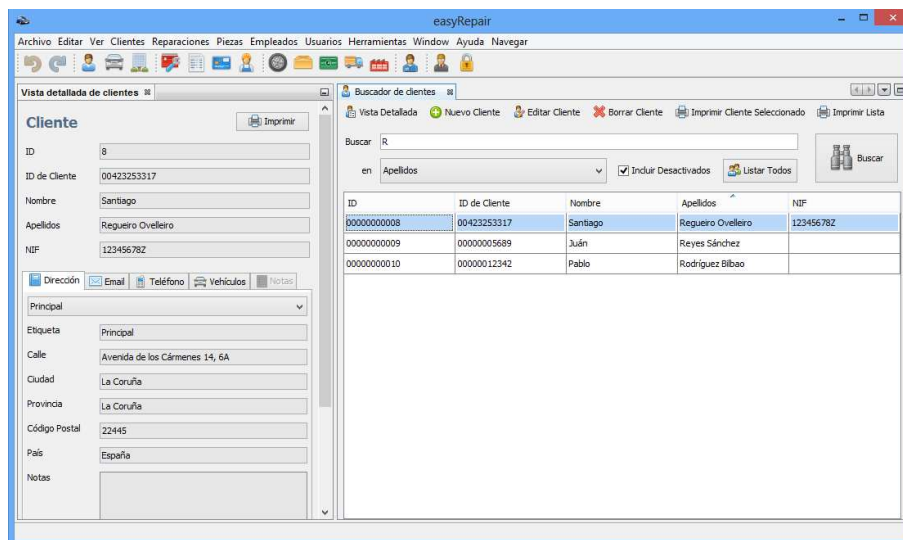 easyRepair
Archivo Editar Ver Clientes Reparaciones Piezas Empleados Usuarios Herramientas Window Ayuda Navegar
Vista detallada de clientes
Cliente
Imprimir
ID 8
ID de Cliente 00423253317
Nombre Santiago
Apellidos Regueiro Ovelleiro
NIF 12345678Z
Dirección Email Teléfono Vehículos Notas
Principal
Etiqueta Principal
Calle Avenida de los Cármenes 14, 6A
Ciudad La Coruña
Provincia La Coruña
Código Postal 22445
País España
Notas
Buscador de clientes
Vista Detallada Nuevo Cliente Editar Cliente Borrar Cliente Imprimir Cliente Seleccionado Imprimir Lista
Buscar R
en Apellidos Incluir Desactivados Listar Todos Buscar
ID ID de Cliente Nombre Apellidos NIF
00000000008 00423253317 Santiago Regueiro Ovelleiro 12345678Z
00000000009 00000005689 Juán Reyes Sánchez
00000000010 00000012342 Pablo Rodríguez Bilbao